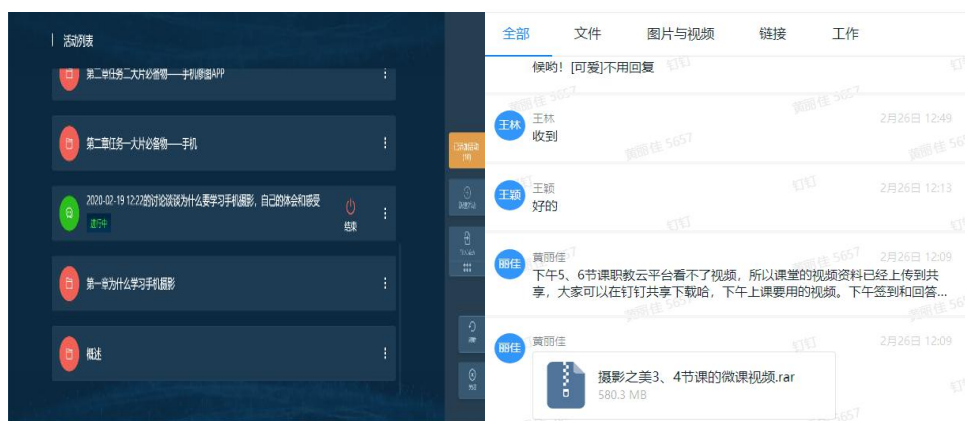 活动列表
第二章任务二大片必备物——手机修图APP
第二章任务一大片必备物——手机
2020-02-19 12:22的讨论谈谈为什么要学习手机摄影，自己的体会和感受
进行中
结束
第一章为什么学习手机摄影
概述
全部 文件 图片与视频 链接 工作
候哟！[可爱]不用回复
王林
王林
2月26日 12:49
收到
王颖
王颖
2月26日 12:13
好的
丽佳
黄丽佳
2月26日 12:09
下午5、6节课职教云平台看不了视频，所以课堂的视频资料已经上传到共
享，大家可以在钉钉共享下载哈，下午上课要用的视频。下午签到和回答...
丽佳
黄丽佳
2月26日 12:09
摄影之美3、4节课的微课视频.rar
580.3 MB
黄丽佳 5657
钉钉